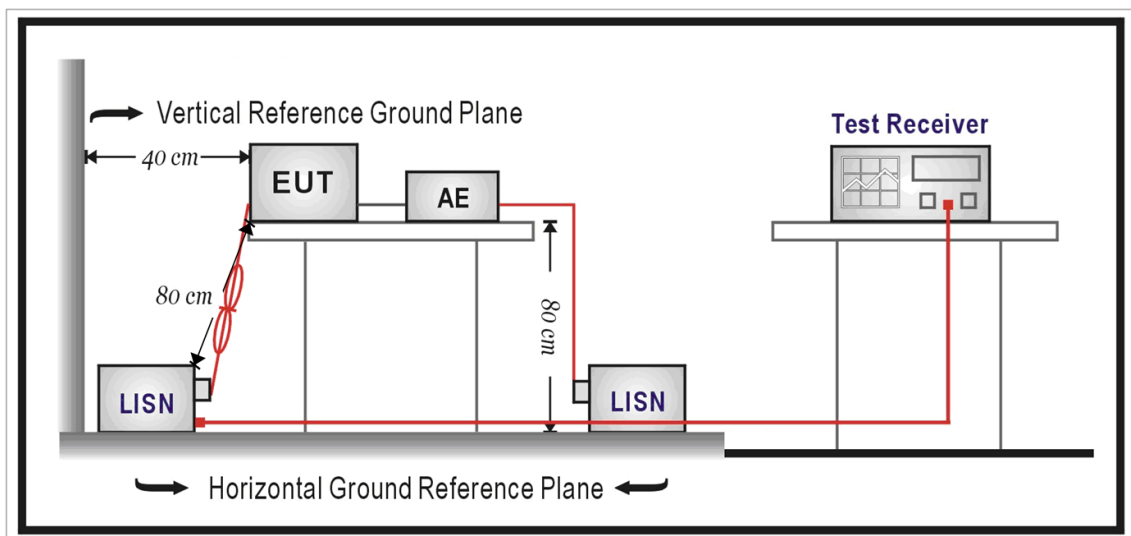 Vertical Reference Ground Plane
Test Receiver
40 cm
EUT
AE
80 cm
80 cm
LISN
LISN
Horizontal Ground Reference Plane